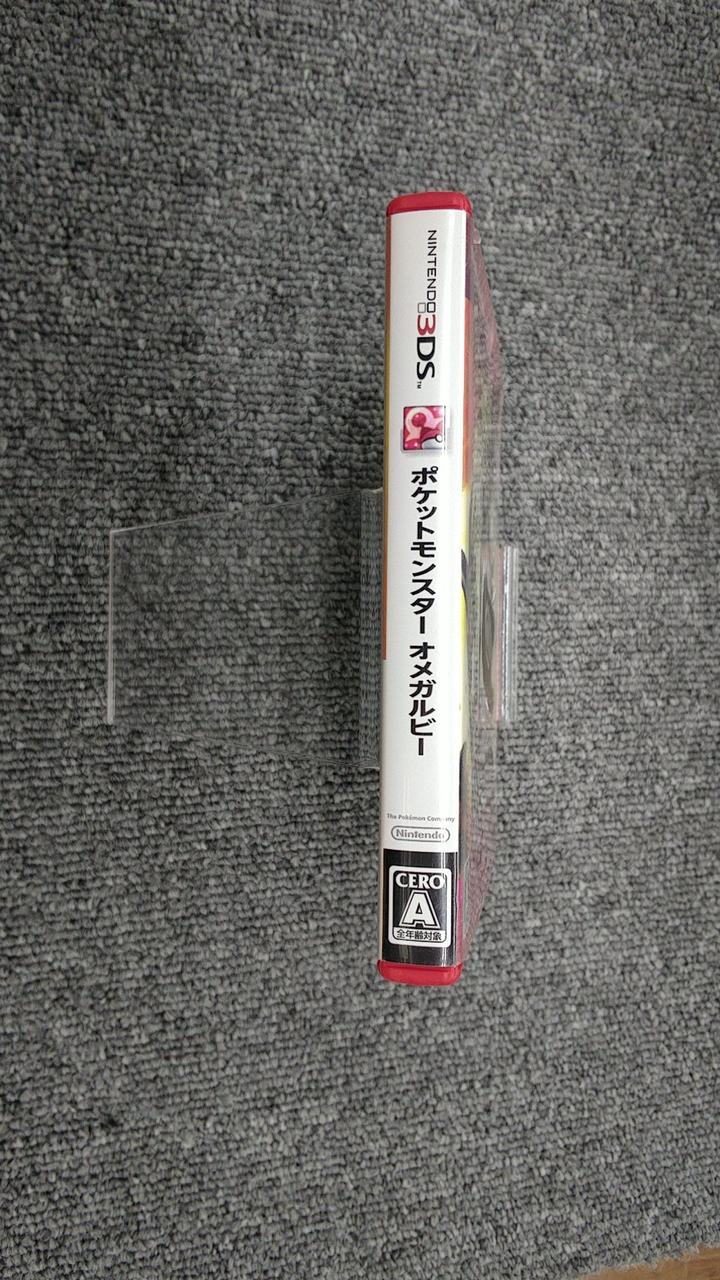 NINTENDO 3DS™
ポケットモンスター オメガルビー
The Pokémon Company
Nintendo
CERO
A
全年齢対象